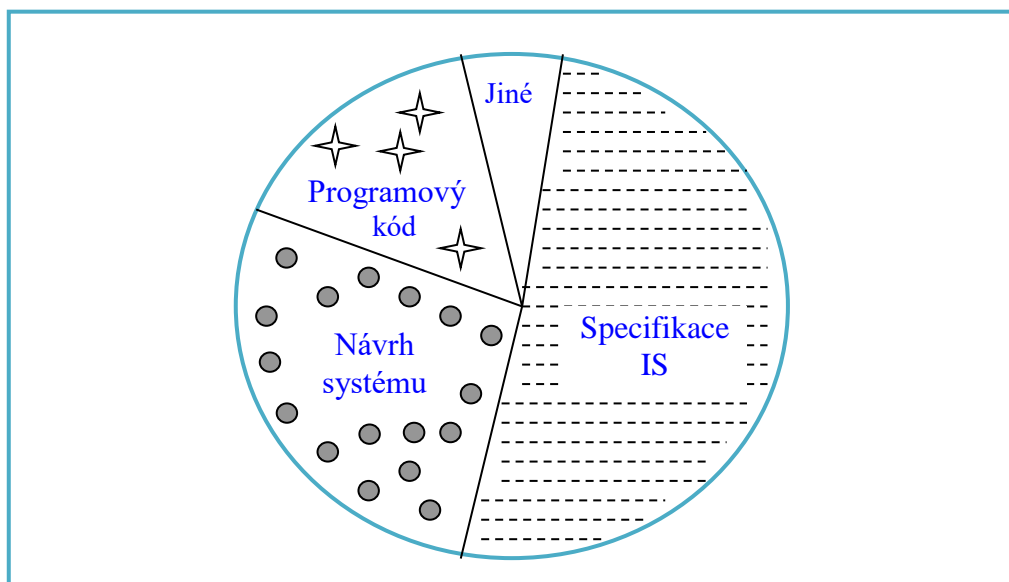 Jiné
Programový
kód
Specifikace
IS
Návrh
systému